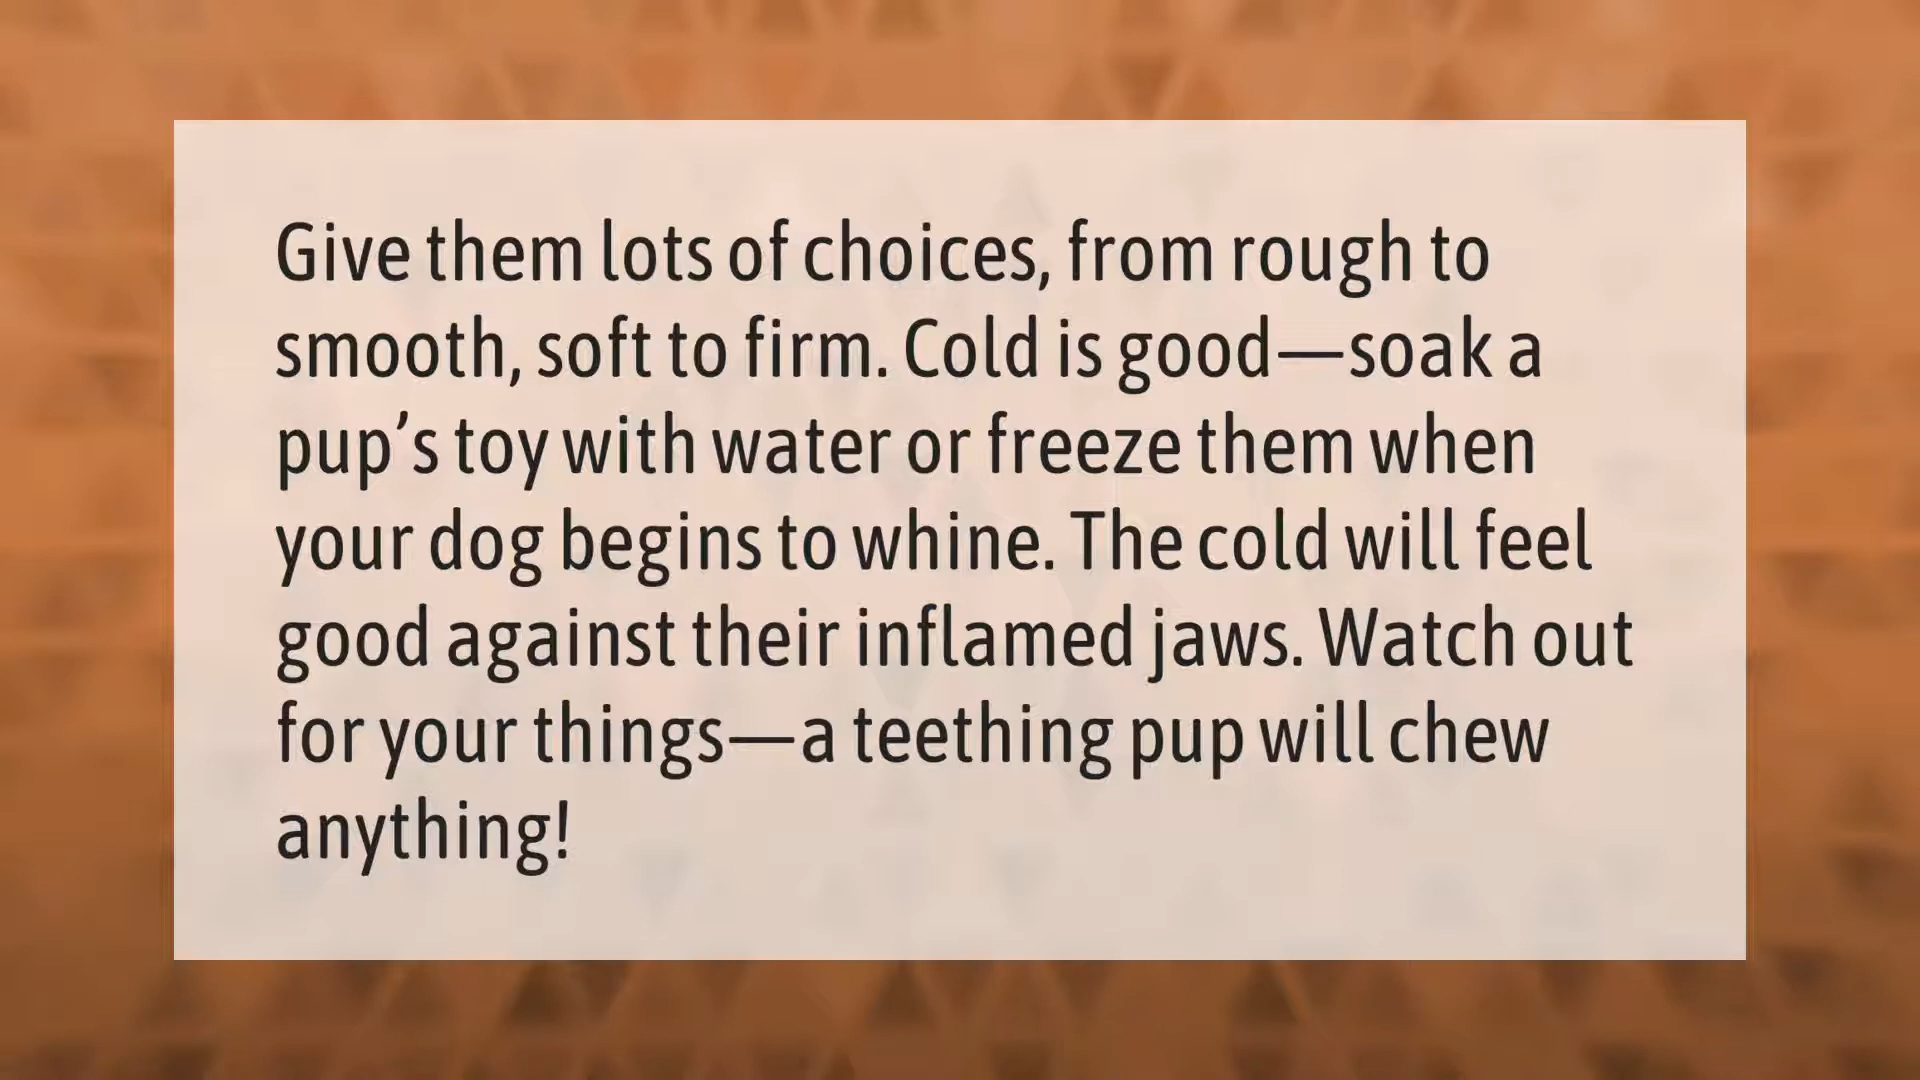 Give them lots of choices, from rough to
smooth, soft to firm. Cold is good—soak a
pup’s toy with water or freeze them when
your dog begins to whine. The cold will feel
good against their inflamed jaws. Watch out
for your things—a teething pup will chew
anything!